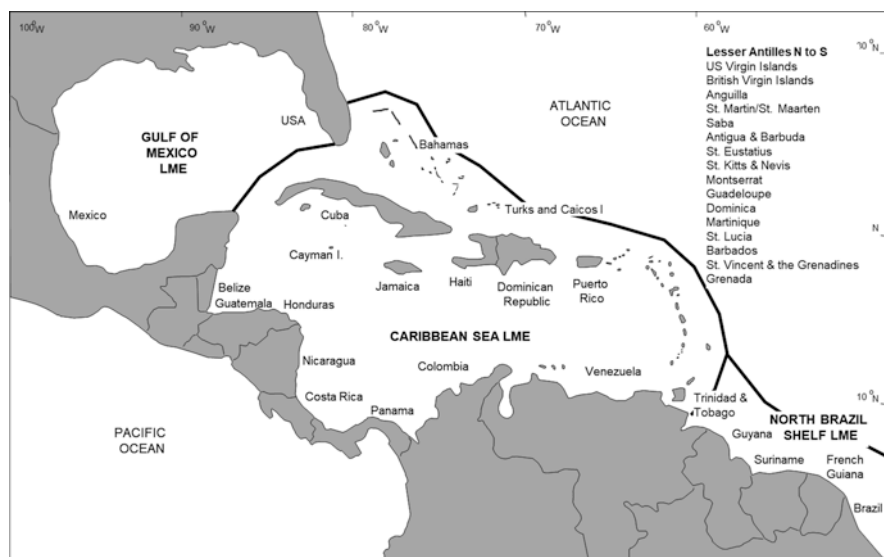 100°W
90°W
80°W
70°W
60°W
Lesser Antilles N to S
US Virgin Islands
British Virgin Islands
Anguilla
St. Martin/St. Maarten
Saba
Antigua & Barbuda
St. Eustatius
St. Kitts & Nevis
Montserrat
Guadeloupe
Dominica
Martinique
St. Lucia
Barbados
St. Vincent & the Grenadines
Grenada
ATLANTIC
OCEAN
USA
GULF OF
MEXICO
LME
Bahamas
Mexico
Cuba
Turks and Caicos I
N
Cayman I.
Jamaica
Haiti
Dominican
Republic
Puerto
Rico
Belize
Guatemala
Honduras
CARIBBEAN SEA LME
Nicaragua
Colombia
Venezuela
Costa Rica
Panama
Trinidad &
Tobago
10°N
NORTH BRAZIL
SHELF LME
PACIFIC
OCEAN
Guyana
Suriname
French
Guiana
Brazil